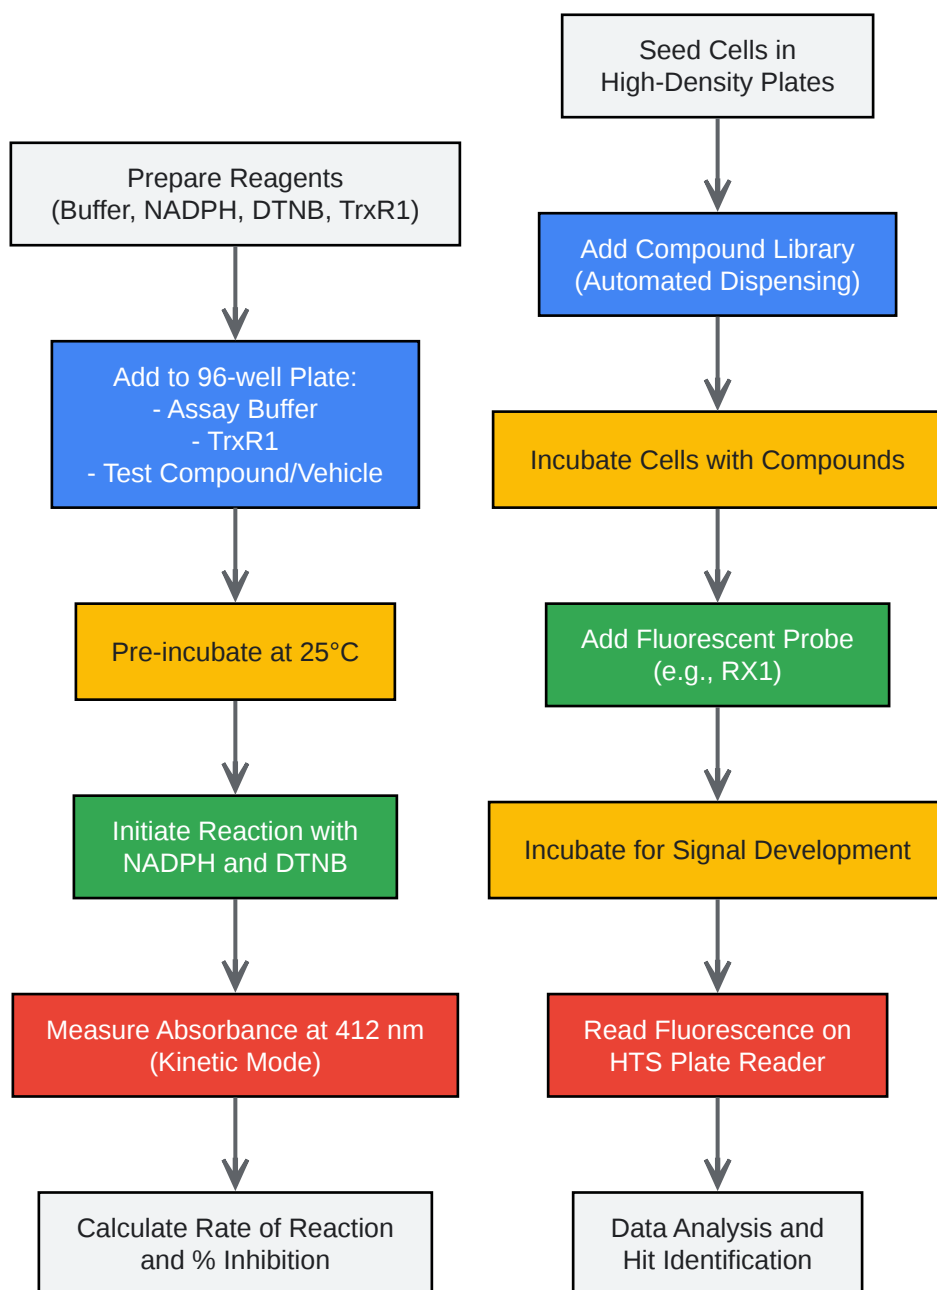 Prepare Reagents
(Buffer, NADPH, DTNB, TrxR1)
Add to 96-well Plate:
- Assay Buffer
- TrxR1
- Test Compound/Vehicle
Pre-incubate at 25°C
Initiate Reaction with
NADPH and DTNB
Measure Absorbance at 412 nm
(Kinetic Mode)
Calculate Rate of Reaction
and % Inhibition
Seed Cells in
High-Density Plates
Add Compound Library
(Automated Dispensing)
Incubate Cells with Compounds
Add Fluorescent Probe
(e.g., RX1)
Incubate for Signal Development
Read Fluorescence on
HTS Plate Reader
Data Analysis and
Hit Identification